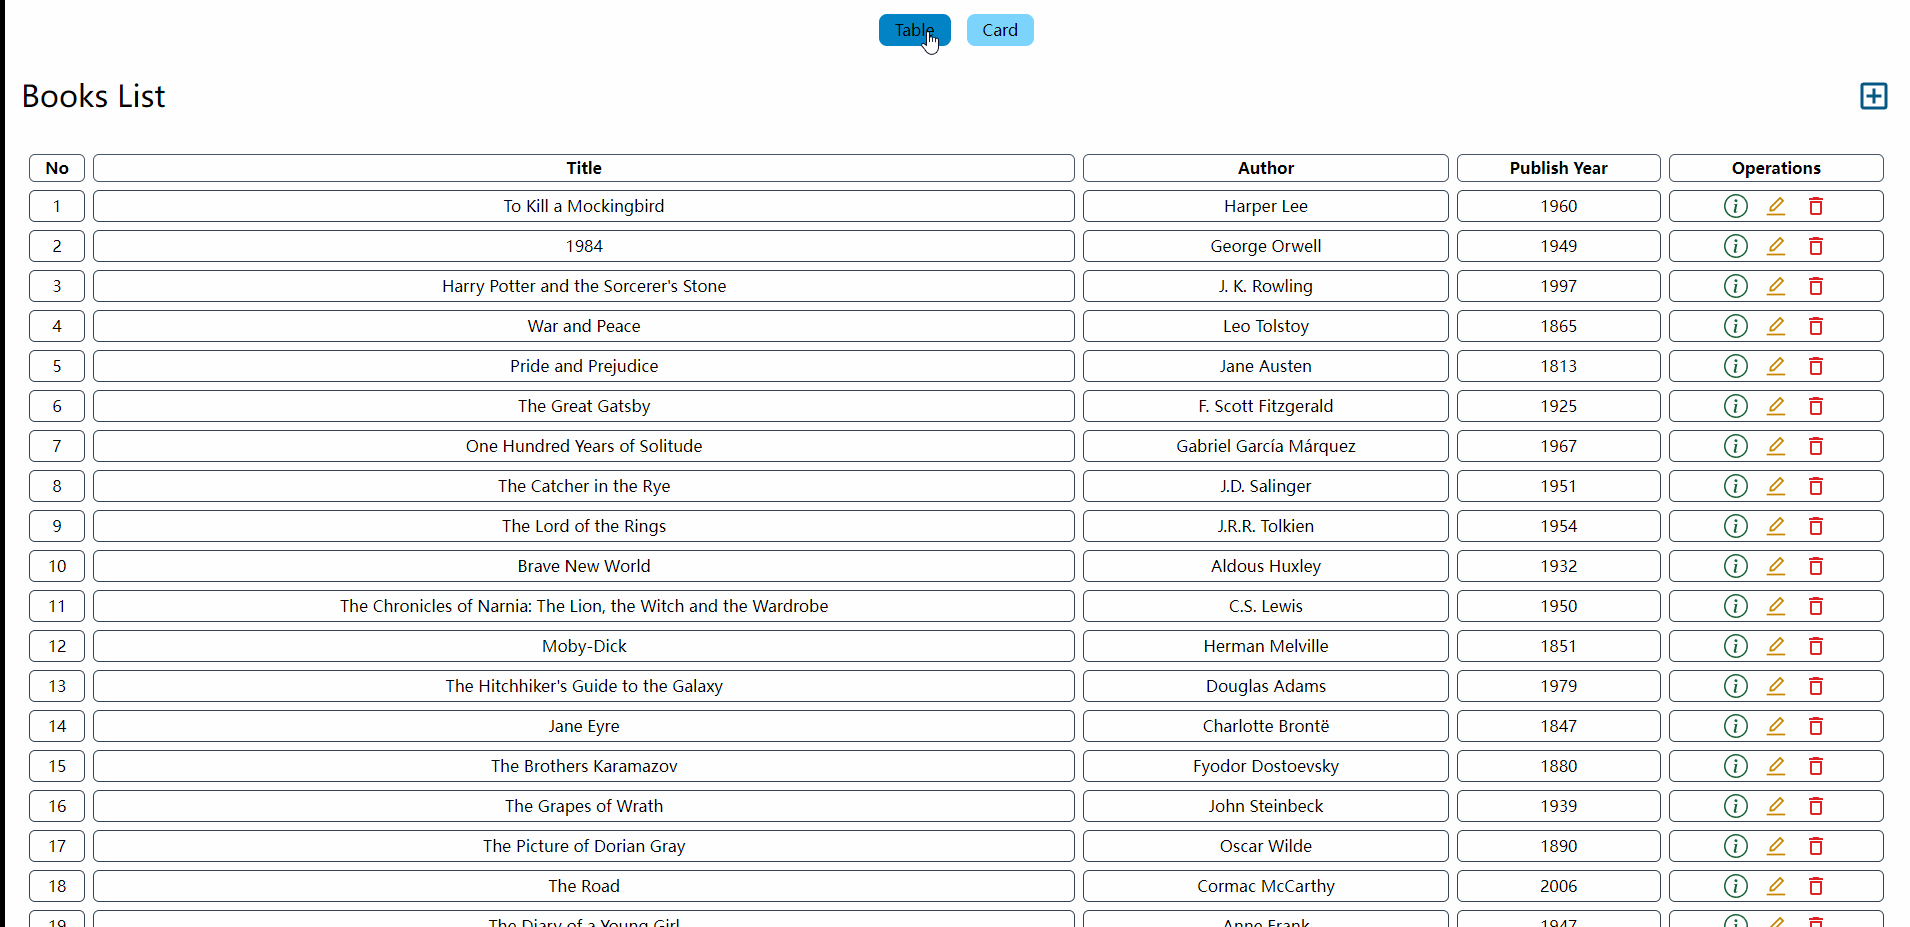 Table Card
Books List
No Title Author Publish Year Operations
1 To Kill a Mockingbird Harper Lee 1960
2 1984 George Orwell 1949
3 Harry Potter and the Sorcerer's Stone J. K. Rowling 1997
4 War and Peace Leo Tolstoy 1865
5 Pride and Prejudice Jane Austen 1813
6 The Great Gatsby F. Scott Fitzgerald 1925
7 One Hundred Years of Solitude Gabriel García Márquez 1967
8 The Catcher in the Rye J.D. Salinger 1951
9 The Lord of the Rings J.R.R. Tolkien 1954
10 Brave New World Aldous Huxley 1932
11 The Chronicles of Narnia: The Lion, the Witch and the Wardrobe C.S. Lewis 1950
12 Moby-Dick Herman Melville 1851
13 The Hitchhiker's Guide to the Galaxy Douglas Adams 1979
14 Jane Eyre Charlotte Brontë 1847
15 The Brothers Karamazov Fyodor Dostoevsky 1880
16 The Grapes of Wrath John Steinbeck 1939
17 The Picture of Dorian Gray Oscar Wilde 1890
18 The Road Cormac McCarthy 2006
19 The Diary of a Young Girl Anne Frank 1947